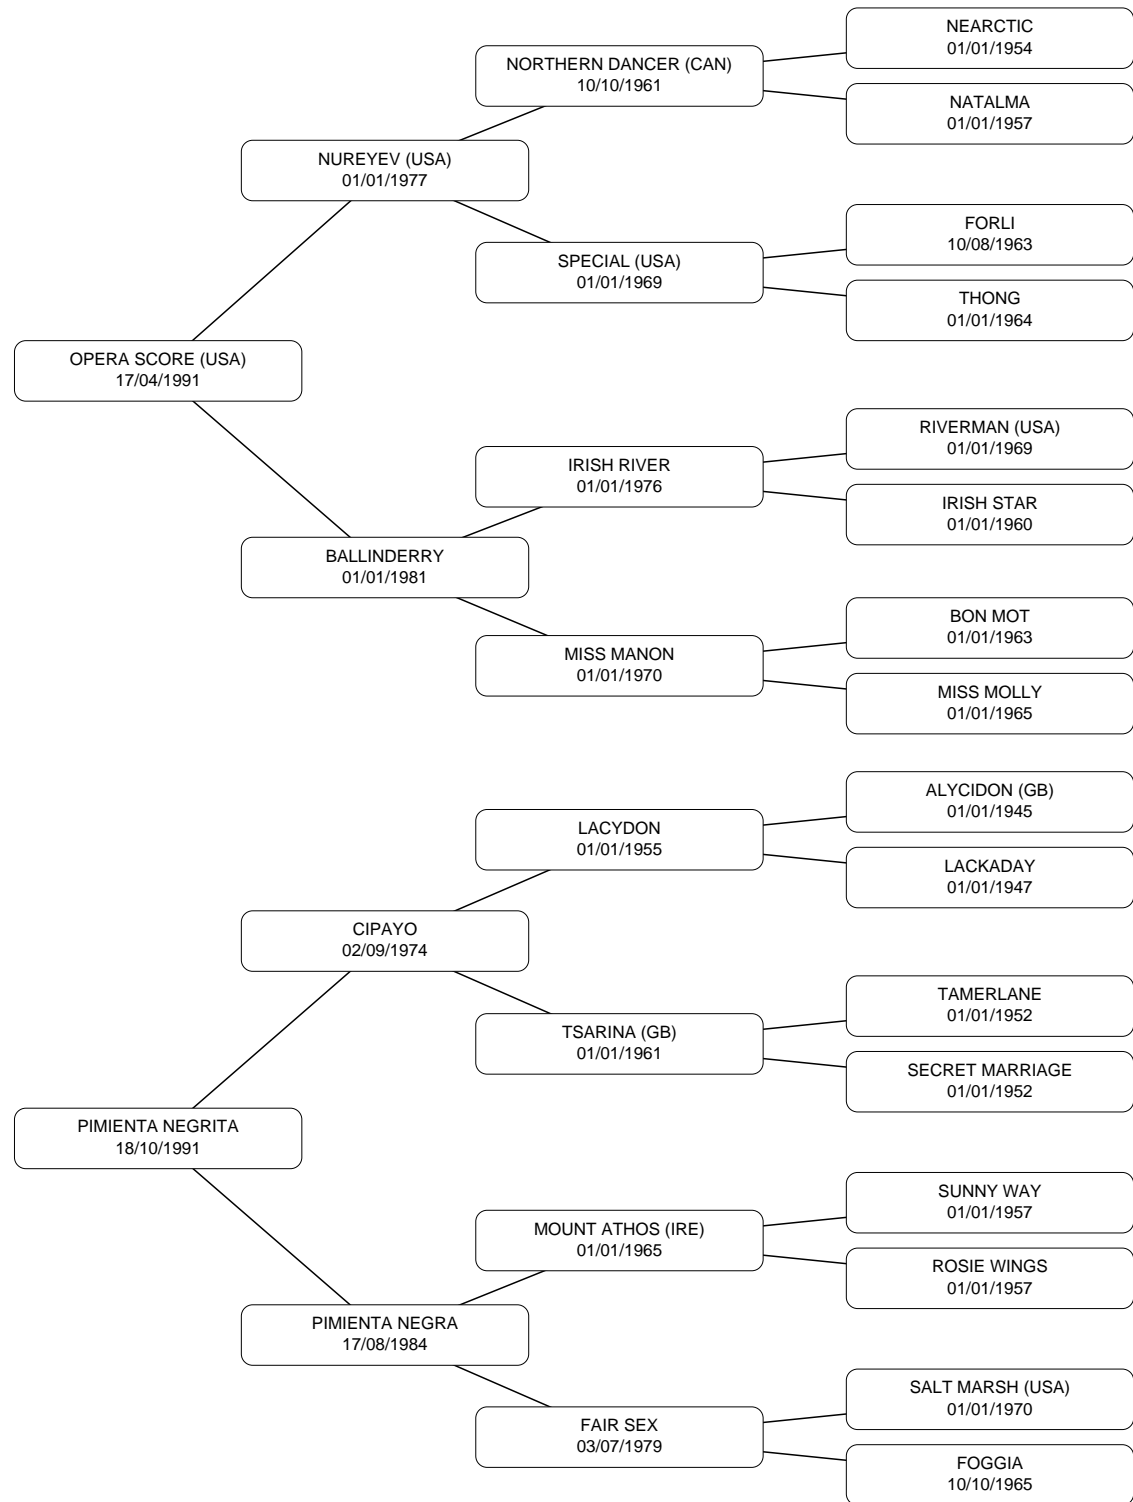 NEARCTIC
01/01/1954
NORTHERN DANCER (CAN)
10/10/1961
NATALMA
01/01/1957
NUREYEV (USA)
01/01/1977
FORLI
10/08/1963
SPECIAL (USA)
01/01/1969
THONG
01/01/1964
OPERA SCORE (USA)
17/04/1991
RIVERMAN (USA)
01/01/1969
IRISH RIVER
01/01/1976
IRISH STAR
01/01/1960
BALLINDERRY
01/01/1981
BON MOT
01/01/1963
MISS MANON
01/01/1970
MISS MOLLY
01/01/1965
ALYCIDON (GB)
01/01/1945
LACYDON
01/01/1955
LACKADAY
01/01/1947
CIPAYO
02/09/1974
TAMERLANE
01/01/1952
TSARINA (GB)
01/01/1961
SECRET MARRIAGE
01/01/1952
PIMIENTA NEGRITA
18/10/1991
SUNNY WAY
01/01/1957
MOUNT ATHOS (IRE)
01/01/1965
ROSIE WINGS
01/01/1957
PIMIENTA NEGRA
17/08/1984
SALT MARSH (USA)
01/01/1970
FAIR SEX
03/07/1979
FOGGIA
10/10/1965